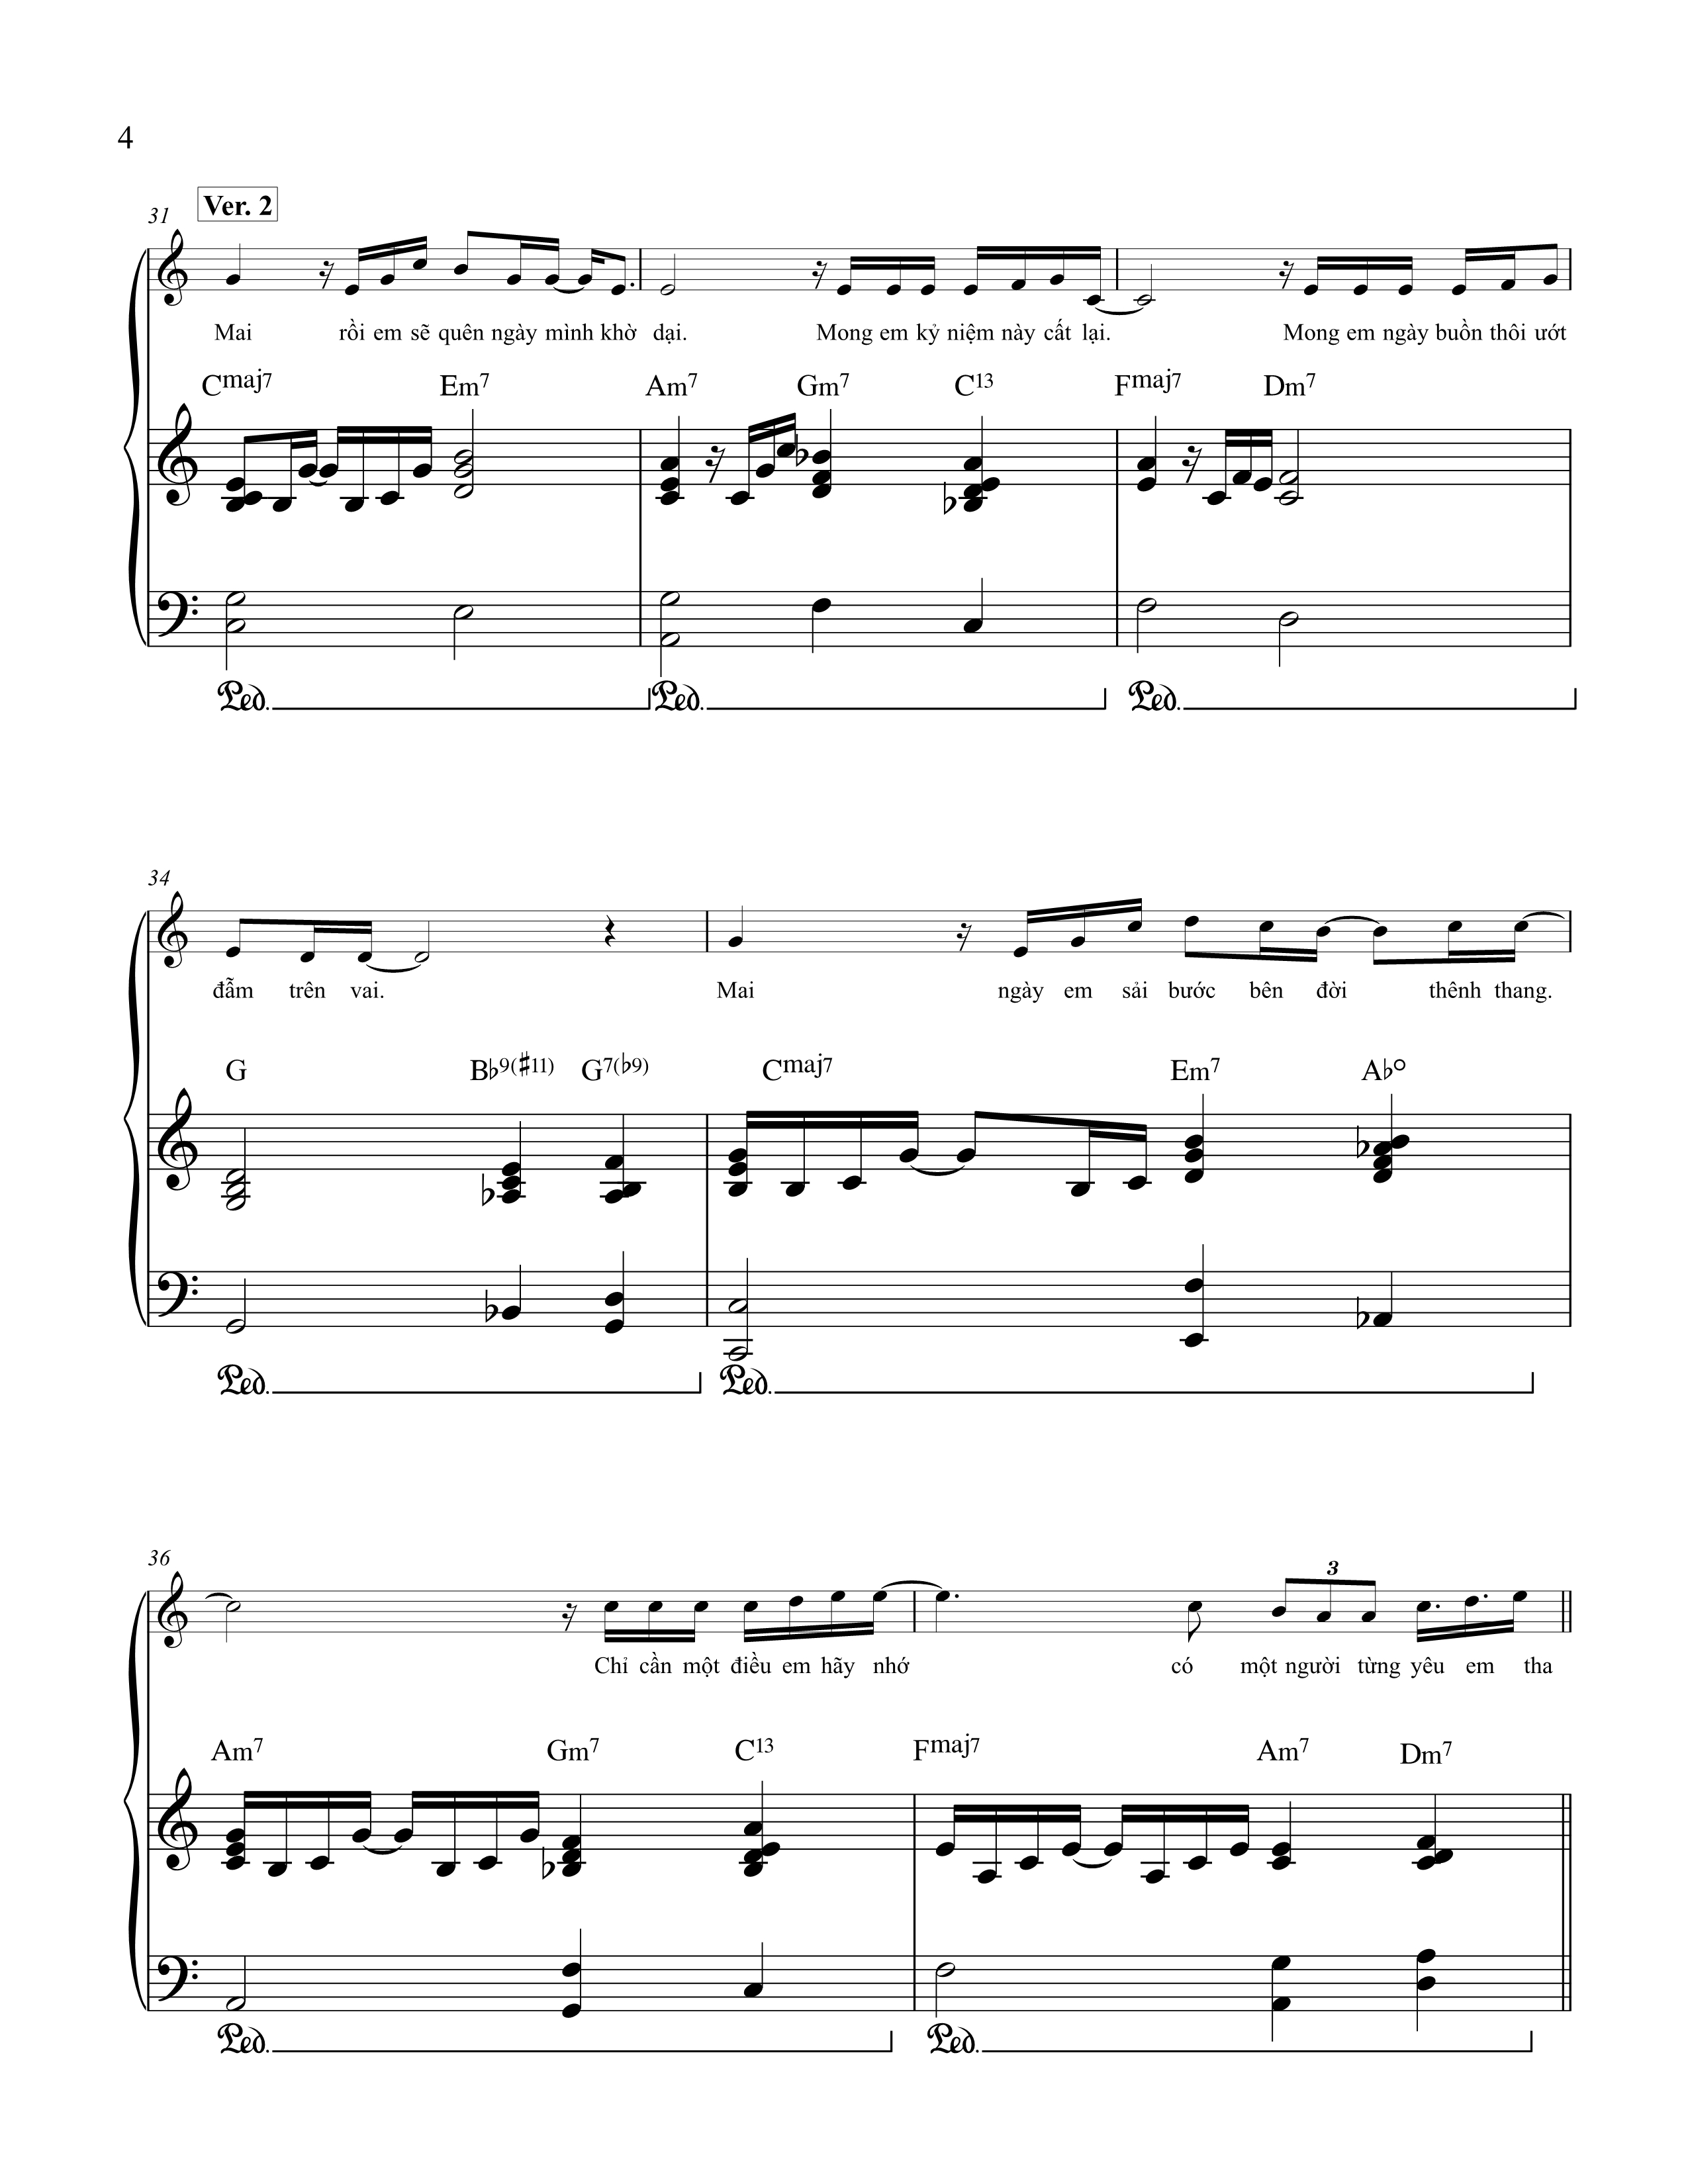 4
Ver. 2
31
Mai rồi em sẽ quên ngày mình khờ dại. Mong em kỷ niệm này cất lại. Mong em ngày buồn thôi ướt
Cmaj7 Em7 Am7 Gm7 C13 Fmaj7 Dm7
Ped. Ped. Ped.
34
đẫm trên vai. Mai ngày em sải bước bên đời thênh thang.
G B♭9(♯11) G7(♭9) Cmaj7 Em7 A♭°
Ped. Ped.
36
3
Chỉ cần một điều em hãy nhớ có một người từng yêu em tha
Am7 Gm7 C13 Fmaj7 Am7 Dm7
Ped. Ped.